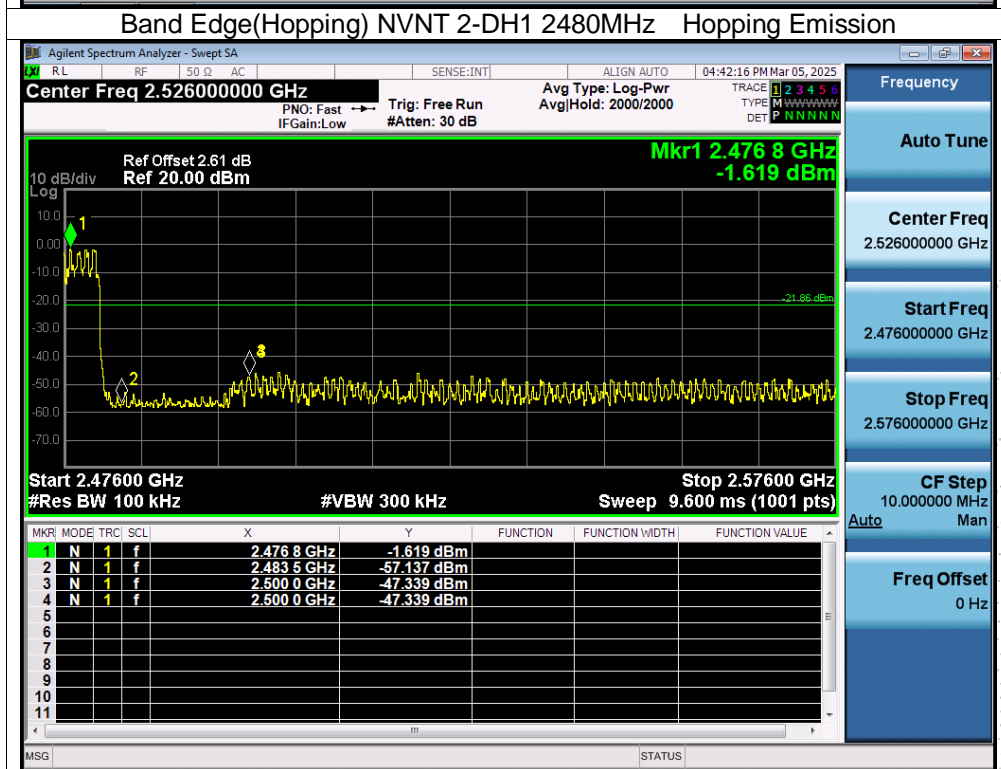 Band Edge(Hopping) NVNT 2-DH1 2480MHz Hopping Emission
Agilent Spectrum Analyzer - Swept SA
LXI RL RF 50 Ω AC SENSE:INT ALIGN AUTO 04:42:16 PM Mar 05, 2025
Center Freq 2.526000000 GHz
PNO: Fast
IFGain:Low
Trig: Free Run
#Atten: 30 dB
Avg Type: Log-Pwr
Avg|Hold: 2000/2000
TRACE 1 2 3 4 5 6
TYPE M WWWWW
DET P N N N N N
Ref Offset 2.61 dB
Ref 20.00 dBm
10 dB/div
Log
Mkr1 2.476 8 GHz
-1.619 dBm
10.0
0.00
-10.0
-20.0
-30.0
-40.0
-50.0
-60.0
-70.0
1
2
3
-21.86 dBm
Start 2.47600 GHz Stop 2.57600 GHz
#Res BW 100 kHz #VBW 300 kHz Sweep 9.600 ms (1001 pts)
MKR MODE TRC SCL X Y FUNCTION FUNCTION WIDTH FUNCTION VALUE
1 N 1 f 2.476 8 GHz -1.619 dBm
2 N 1 f 2.483 5 GHz -57.137 dBm
3 N 1 f 2.500 0 GHz -47.339 dBm
4 N 1 f 2.500 0 GHz -47.339 dBm
5
6
7
8
9
10
11
MSG STATUS
Frequency
Auto Tune
Center Freq
2.526000000 GHz
Start Freq
2.476000000 GHz
Stop Freq
2.576000000 GHz
CF Step
10.000000 MHz
Auto Man
Freq Offset
0 Hz